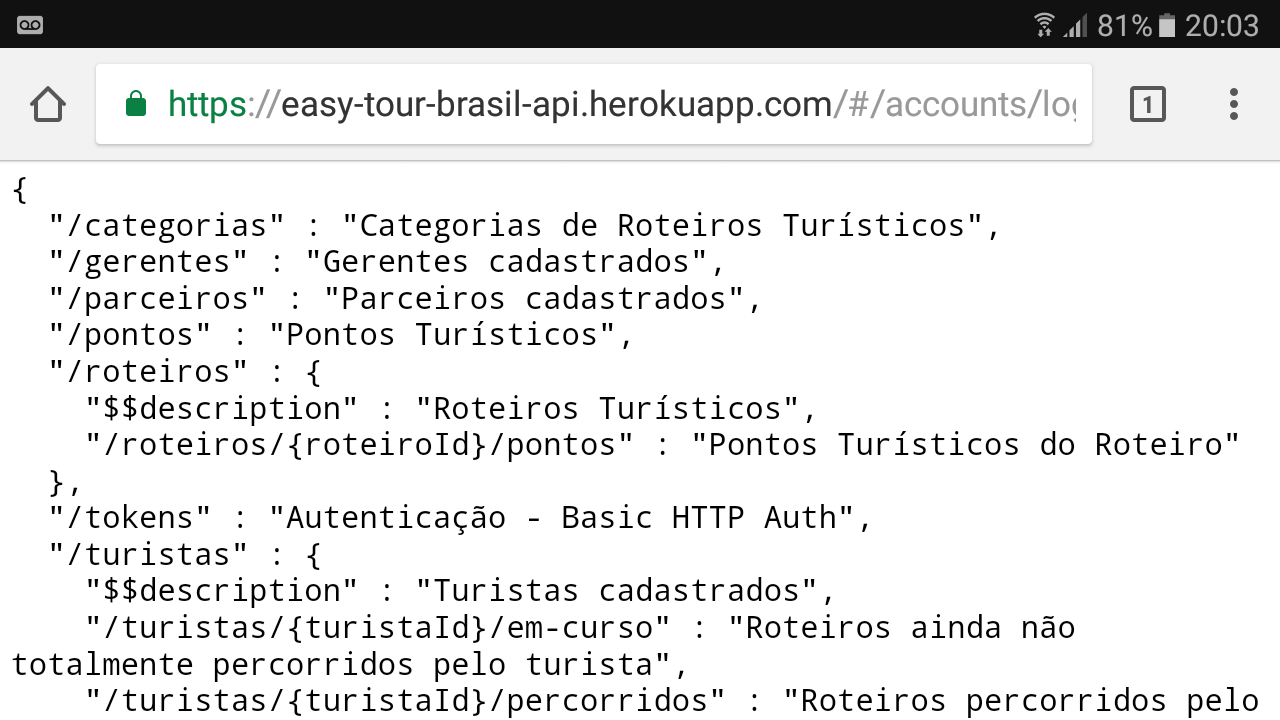 81% 20:03
https://easy-tour-brasil-api.herokuapp.com/#/accounts/log 1
{
"/categorias" : "Categorias de Roteiros Turísticos",
"/gerentes" : "Gerentes cadastrados",
"/parceiros" : "Parceiros cadastrados",
"/pontos" : "Pontos Turísticos",
"/roteiros" : {
"$$description" : "Roteiros Turísticos",
"/roteiros/{roteiroId}/pontos" : "Pontos Turísticos do Roteiro"
},
"/tokens" : "Autenticação - Basic HTTP Auth",
"/turistas" : {
"$$description" : "Turistas cadastrados",
"/turistas/{turistaId}/em-curso" : "Roteiros ainda não
totalmente percorridos pelo turista",
"/turistas/{turistaId}/percorridos" : "Roteiros percorridos pelo